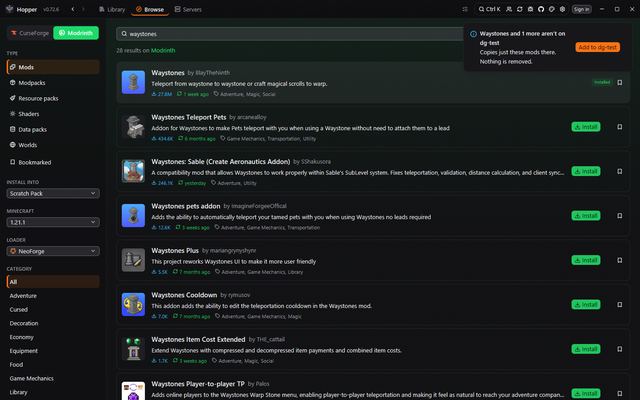 Hopper v0.72.6 Library Browse Servers Ctrl K Sign in
CurseForge Modrinth
TYPE
Mods
Modpacks
Resource packs
Shaders
Data packs
Worlds
Bookmarked
INSTALL INTO
Scratch Pack
MINECRAFT
1.21.1
LOADER
NeoForge
CATEGORY
All
Adventure
Cursed
Decoration
Economy
Equipment
Food
Game Mechanics
Library
waystones
28 results on Modrinth
Waystones and 1 more aren't on dg-test
Copies just these mods there. Nothing is removed.
Add to dg-test
Waystones by BlayTheNinth
Teleport from waystone to waystone or craft magical scrolls to warp.
27.8M 1 week ago Adventure, Magic, Social
Installed
Waystones Teleport Pets by arcanealloy
Addon for Waystones to make Pets teleport with you when using a Waystone without need to attach them to a lead
434.6K 6 months ago Game Mechanics, Transportation, Utility
Install
Waystones: Sable (Create Aeronautics Addon) by SShakusora
A compatibility mod that allows Waystones to work properly within Sable's SubLevel system. Fixes teleportation, validation, distance calculation, and client sync...
246.1K yesterday Adventure, Utility
Install
Waystones pets addon by ImagineForgeeOffical
Adds the ability to automatically teleport your tamed pets with you when using Waystones no leads required
12.6K 3 weeks ago Adventure, Game Mechanics, Transportation
Install
Waystones Plus by mariangrynyshynr
This project reworks Waystones UI to make it more user friendly
5.5K 7 months ago Adventure, Game Mechanics, Library
Install
Waystones Cooldown by rymusov
This addon adds the ability to edit the teleportation cooldown in the Waystones mod.
7.0K 7 months ago Adventure, Game Mechanics, Magic
Install
Waystones Item Cost Extended by THE_cattail
Extend Waystones with compressed and decompressed item payments and combined item costs.
1.7K 3 weeks ago Adventure, Magic, Social
Install
Waystones Player-to-player TP by Palos
Adds online players to the Waystones Warp Stone menu, enabling player-to-player teleportation and making it feel as natural to reach your adventure compan...
Install